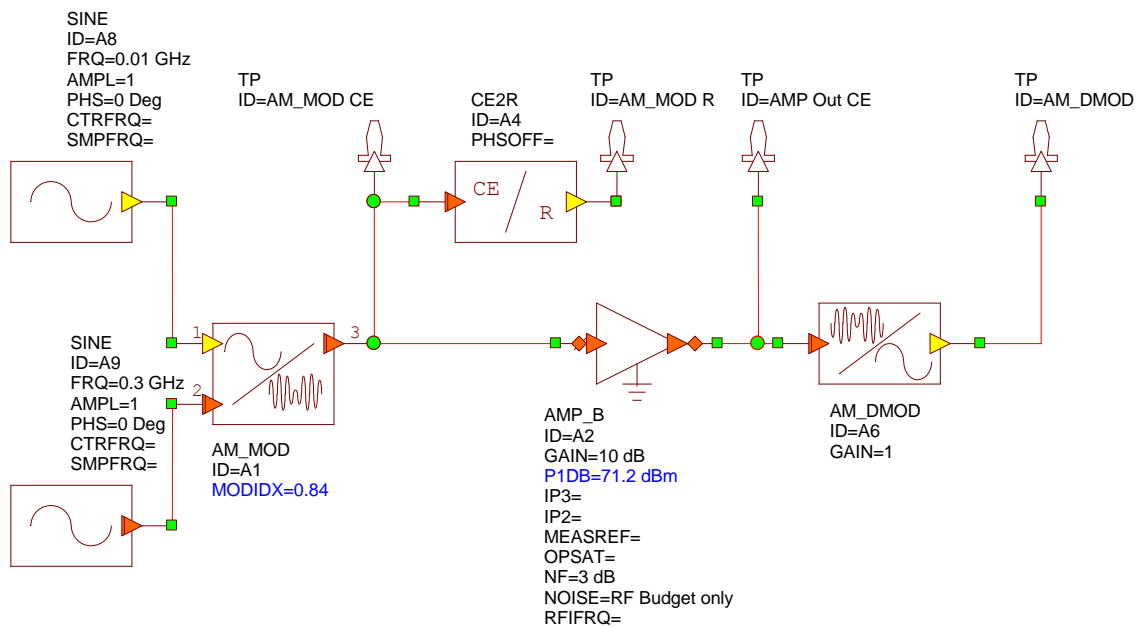 SINE
ID=A8
FRQ=0.01 GHz
AMPL=1
PHS=0 Deg
CTRFRQ=
SMPFRQ=
TP
ID=AM_MOD CE
CE2R
ID=A4
PHSOFF=
TP
ID=AM_MOD R
TP
ID=AMP Out CE
TP
ID=AM_DMOD
CE
R
SINE
ID=A9
FRQ=0.3 GHz
AMPL=1
PHS=0 Deg
CTRFRQ=
SMPFRQ=
1
2
3
AM_MOD
ID=A1
MODIDX=0.84
AMP_B
ID=A2
GAIN=10 dB
P1DB=71.2 dBm
IP3=
IP2=
MEASREF=
OPSAT=
NF=3 dB
NOISE=RF Budget only
RFIFRQ=
AM_DMOD
ID=A6
GAIN=1